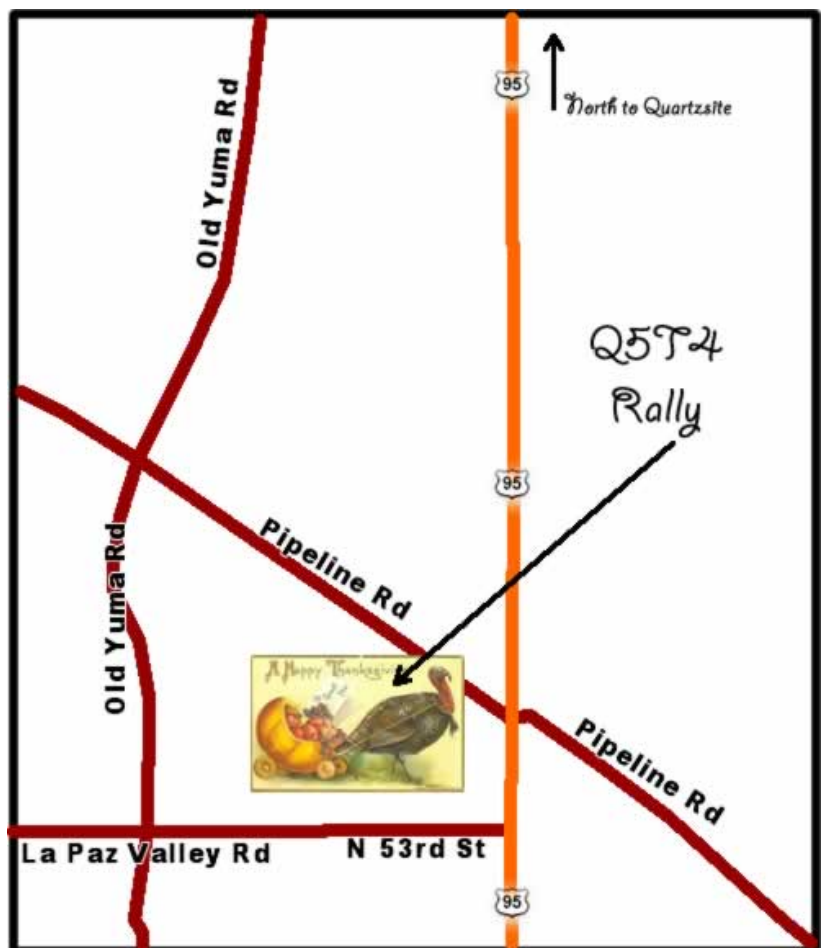 95
North to Quartzsite
Old Yuma Rd
Q5T4
Rally
95
Pipeline Rd
Old Yuma Rd
A Happy Thanksgivin
Pipeline Rd
La Paz Valley Rd
N 53rd St
95